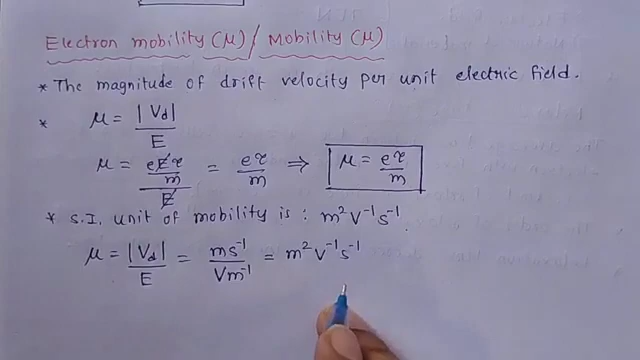 Electron mobility (μ) / Mobility (μ)
* The magnitude of drift velocity per unit electric field.
* μ = |Vd| / E
μ = (eEτ/m) / E = eτ/m ⇒ μ = eτ/m
* S.I. unit of mobility is : m²V⁻¹s⁻¹
μ = |Vd| / E = ms⁻¹ / Vm⁻¹ = m²V⁻¹s⁻¹